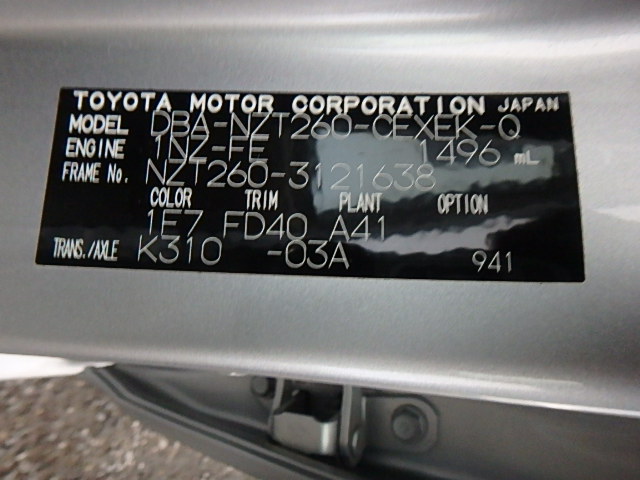 TOYOTA MOTOR CORPORATION JAPAN
MODEL DBA-NZT260-CEXEK-Q
ENGINE 1NZ-FE 1496 mL
FRAME No. NZT260-3121638
COLOR TRIM PLANT OPTION
1E7 FD40 A41
TRANS./AXLE K310 -03A 941